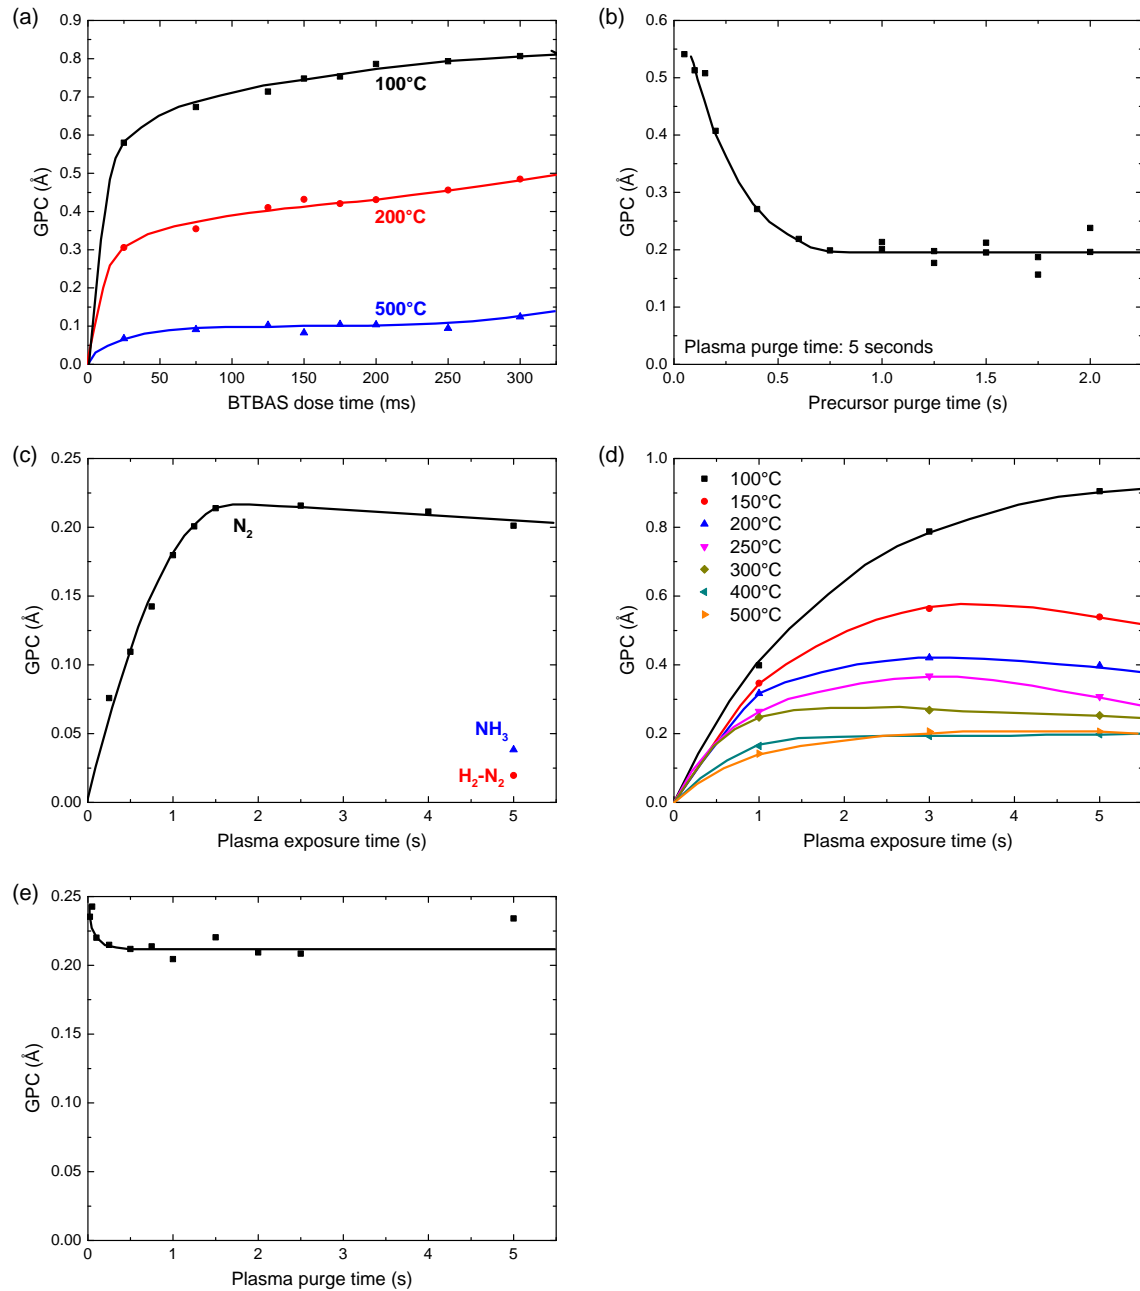 (a)
0.9
0.8
0.7
0.6
0.5
0.4
0.3
0.2
0.1
0.0
GPC (Å)
100°C
200°C
500°C
0 50 100 150 200 250 300
BTBAS dose time (ms)
(b)
0.6
0.5
0.4
0.3
0.2
0.1
0.0
GPC (Å)
Plasma purge time: 5 seconds
0.0 0.5 1.0 1.5 2.0
Precursor purge time (s)
(c)
0.25
0.20
0.15
0.10
0.05
0.00
GPC (Å)
N₂
NH₃
H₂-N₂
0 1 2 3 4 5
Plasma exposure time (s)
(d)
1.0
0.8
0.6
0.4
0.2
0.0
GPC (Å)
100°C
150°C
200°C
250°C
300°C
400°C
500°C
0 1 2 3 4 5
Plasma exposure time (s)
(e)
0.25
0.20
0.15
0.10
0.05
0.00
GPC (Å)
0 1 2 3 4 5
Plasma purge time (s)